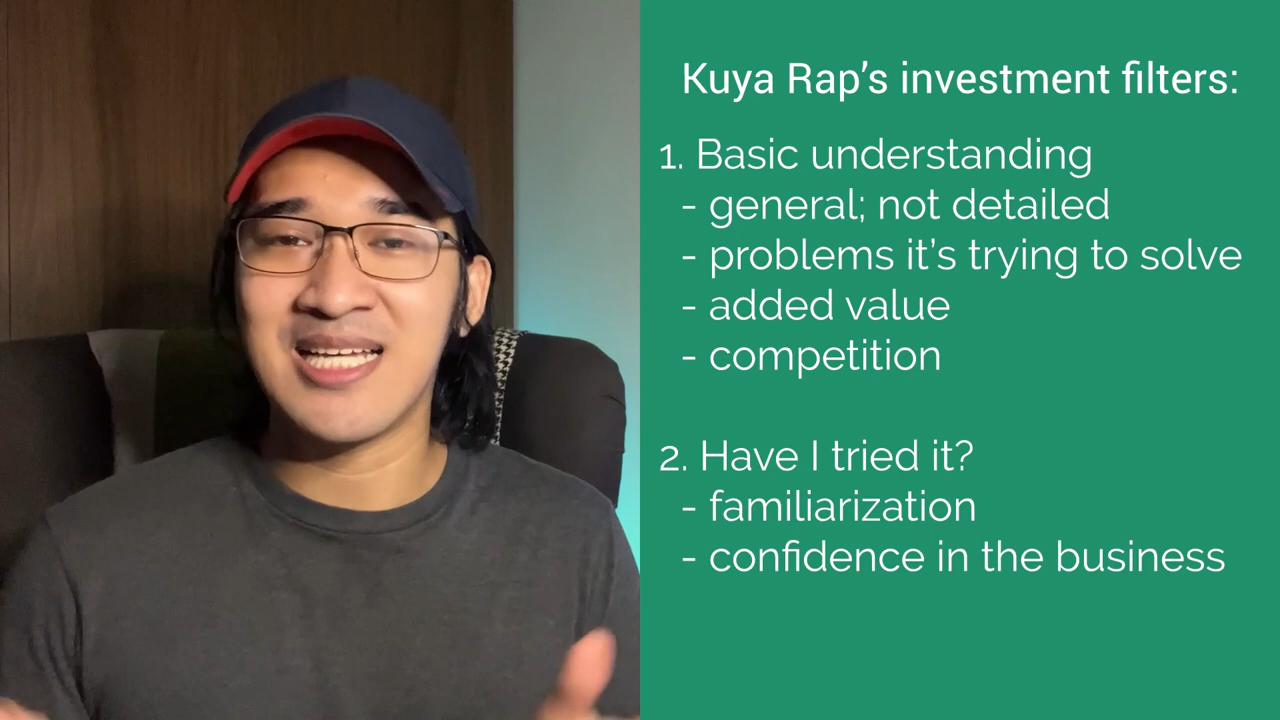 Kuya Rap’s investment filters:
1. Basic understanding
- general; not detailed
- problems it’s trying to solve
- added value
- competition
2. Have I tried it?
- familiarization
- confidence in the business